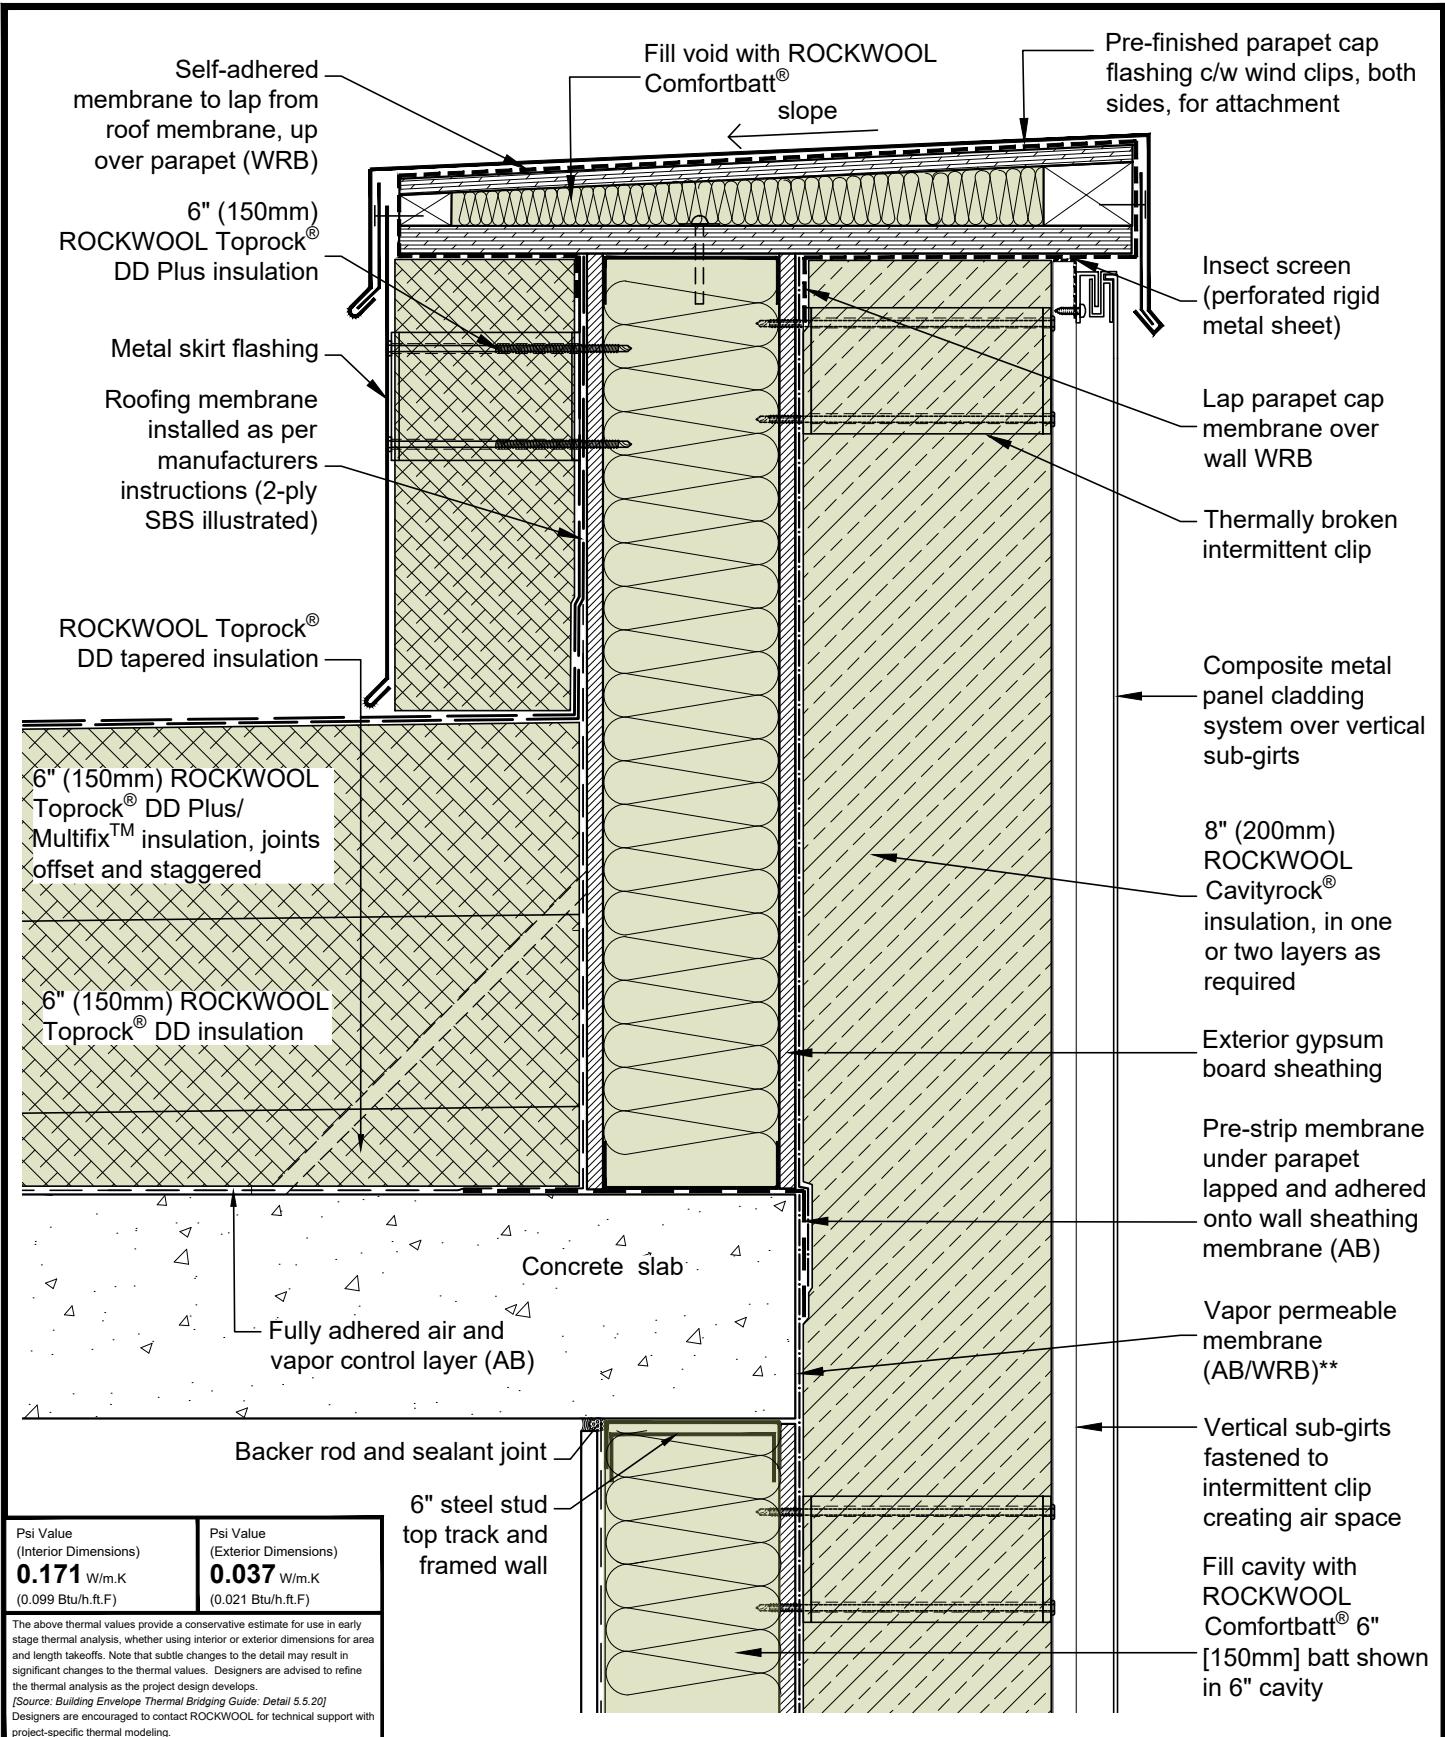 Self-adhered
membrane to lap from
roof membrane, up
over parapet (WRB)
6" (150mm)
ROCKWOOL Toprock®
DD Plus insulation
Metal skirt flashing
Roofing membrane
installed as per
manufacturers
instructions (2-ply
SBS illustrated)
ROCKWOOL Toprock®
DD tapered insulation
Fill void with ROCKWOOL
Comfortbatt®
slope
Pre-finished parapet cap
flashing c/w wind clips, both
sides, for attachment
Insect screen
(perforated rigid
metal sheet)
Lap parapet cap
membrane over
wall WRB
Thermally broken
intermittent clip
Composite metal
panel cladding
system over vertical
sub-girts
8" (200mm)
ROCKWOOL
Cavityrock®
insulation, in one
or two layers as
required
Exterior gypsum
board sheathing
Pre-strip membrane
under parapet
lapped and adhered
onto wall sheathing
membrane (AB)
Vapor permeable
membrane
(AB/WRB)**
Vertical sub-girts
fastened to
intermittent clip
creating air space
Fill cavity with
ROCKWOOL
Comfortbatt® 6"
[150mm] batt shown
in 6" cavity
6" (150mm) ROCKWOOL
Toprock® DD Plus/
Multifix™ insulation, joints
offset and staggered
6" (150mm) ROCKWOOL
Toprock® DD insulation
Concrete slab
Fully adhered air and
vapor control layer (AB)
Backer rod and sealant joint
6" steel stud
top track and
framed wall
Psi Value
(Interior Dimensions)
0.171 W/m.K
(0.099 Btu/h.ft.F)
Psi Value
(Exterior Dimensions)
0.037 W/m.K
(0.021 Btu/h.ft.F)
The above thermal values provide a conservative estimate for use in early
stage thermal analysis, whether using interior or exterior dimensions for area
and length takeoffs. Note that subtle changes to the detail may result in
significant changes to the thermal values. Designers are advised to refine
the thermal analysis as the project design develops.
[Source: Building Envelope Thermal Bridging Guide: Detail 5.5.20]
Designers are encouraged to contact ROCKWOOL for technical support with
project-specific thermal modeling.